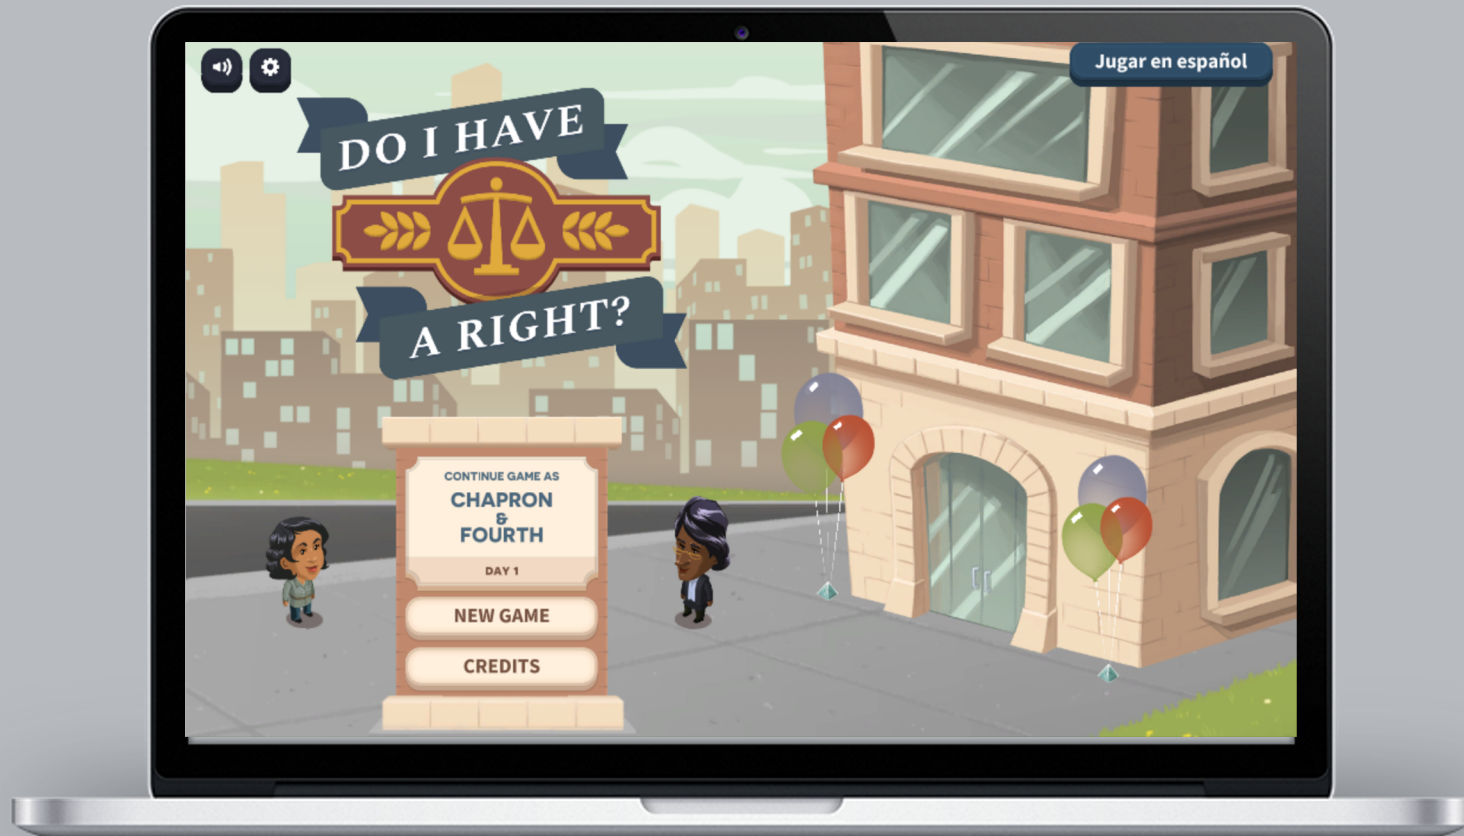 Jugar en español
DO I HAVE
A RIGHT?
CONTINUE GAME AS
CHAPRON
&
FOURTH
DAY 1
NEW GAME
CREDITS